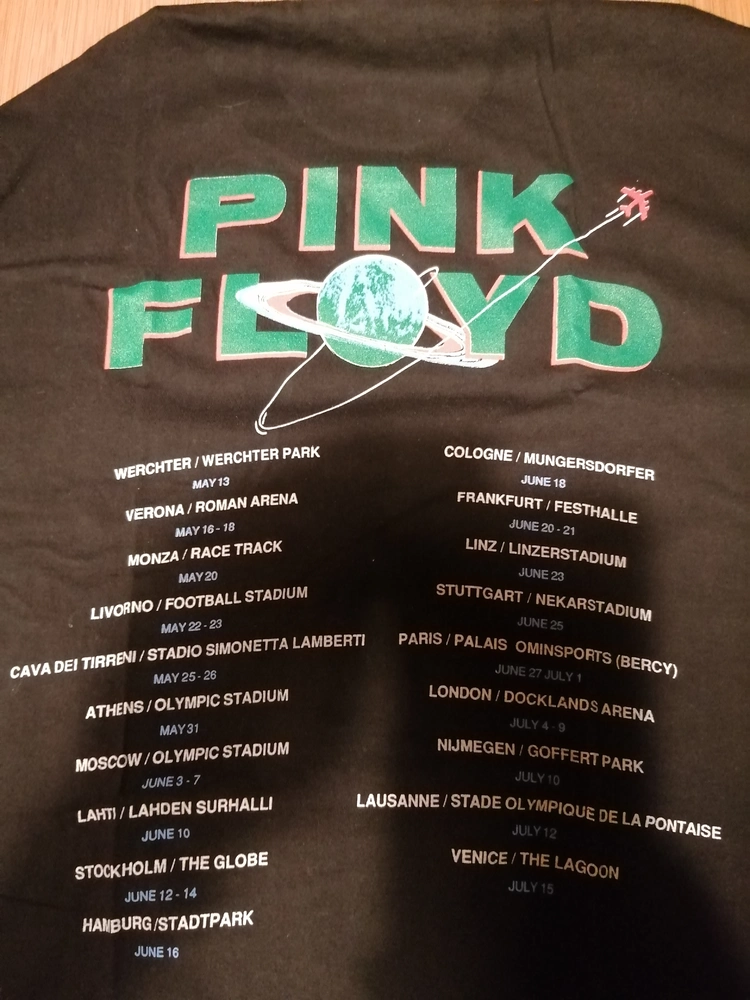 PINK
FLOYD
WERCHTER / WERCHTER PARK
MAY 13
VERONA / ROMAN ARENA
MAY 16 - 18
MONZA / RACE TRACK
MAY 20
LIVORNO / FOOTBALL STADIUM
MAY 22 - 23
CAVA DEI TIRRENI / STADIO SIMONETTA LAMBERTI
MAY 25 - 26
ATHENS / OLYMPIC STADIUM
MAY 31
MOSCOW / OLYMPIC STADIUM
JUNE 3 - 7
LAHTI / LAHDEN SURHALLI
JUNE 10
STOCKHOLM / THE GLOBE
JUNE 12 - 14
HAMBURG/STADTPARK
JUNE 16
COLOGNE / MUNGERSDORFER
JUNE 18
FRANKFURT / FESTHALLE
JUNE 20 - 21
LINZ / LINZERSTADIUM
JUNE 23
STUTTGART / NEKARSTADIUM
JUNE 25
PARIS / PALAIS OMINSPORTS (BERCY)
JUNE 27 JULY 1
LONDON / DOCKLANDS ARENA
JULY 4 - 9
NIJMEGEN / GOFFERT PARK
JULY 10
LAUSANNE / STADE OLYMPIQUE DE LA PONTAISE
JULY 12
VENICE / THE LAGOON
JULY 15